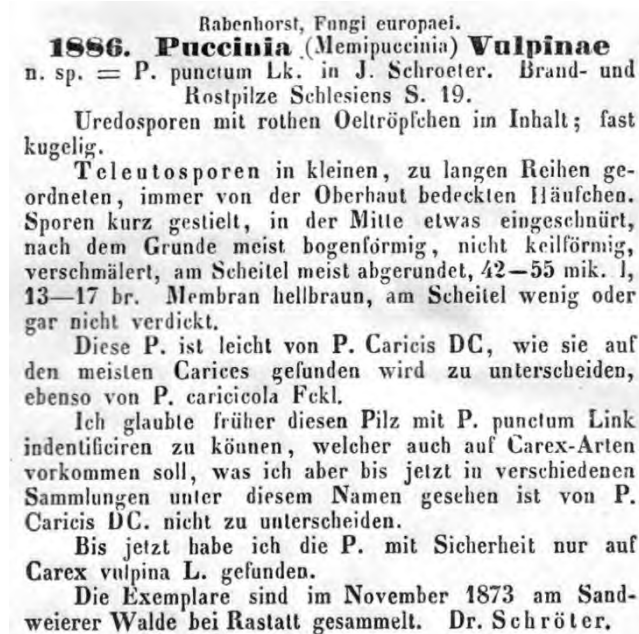 Rabenhorst, Fungi europaei.
1886. Puccinia (Memipuccinia) Vulpinae
n. sp. = P. punctum Lk. in J. Schroeter. Brand- und
Rostpilze Schlesiens S. 19.
Uredosporen mit rothen Oeltröpfchen im Inhalt; fast
kugelig.
Teleutosporen in kleinen, zu langen Reihen ge-
ordneten, immer von der Oberhaut bedeckten Häufchen.
Sporen kurz gestielt, in der Mitte etwas eingeschnürt,
nach dem Grunde meist bogenförmig, nicht keilförmig,
verschmälert, am Scheitel meist abgerundet, 42—55 mik. l,
13—17 br. Membran hellbraun, am Scheitel wenig oder
gar nicht verdickt.
Diese P. ist leicht von P. Caricis DC, wie sie auf
den meisten Carices gefunden wird zu unterscheiden,
ebenso von P. caricicola Fckl.
Ich glaubte früher diesen Pilz mit P. punctum Link
indentificiren zu können, welcher auch auf Carex-Arten
vorkommen soll, was ich aber bis jetzt in verschiedenen
Sammlungen unter diesem Namen gesehen ist von P.
Caricis DC. nicht zu unterscheiden.
Bis jetzt habe ich die P. mit Sicherheit nur auf
Carex vulpina L. gefunden.
Die Exemplare sind im November 1873 am Sand-
weierer Walde bei Rastatt gesammelt. Dr. Schröter.